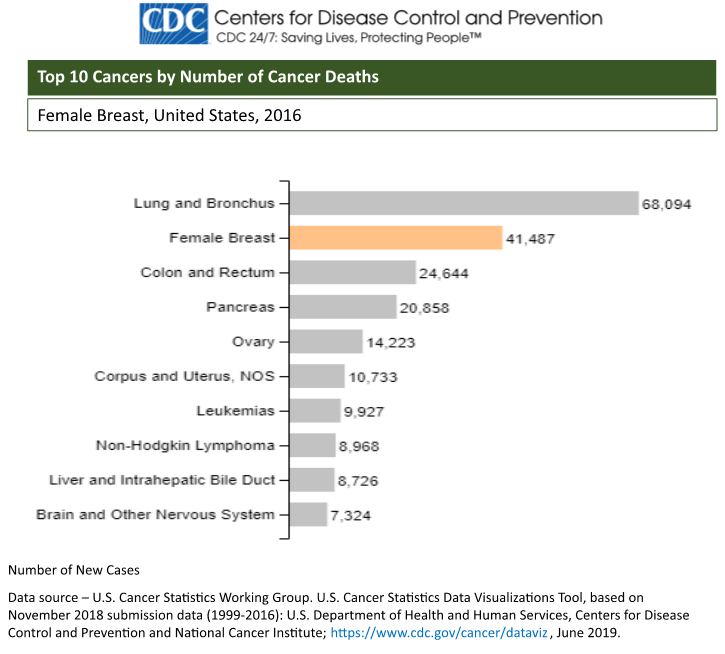 CDC Centers for Disease Control and Prevention
CDC 24/7: Saving Lives, Protecting People™
Top 10 Cancers by Number of Cancer Deaths
Female Breast, United States, 2016
Lung and Bronchus 68,094
Female Breast 41,487
Colon and Rectum 24,644
Pancreas 20,858
Ovary 14,223
Corpus and Uterus, NOS 10,733
Leukemias 9,927
Non-Hodgkin Lymphoma 8,968
Liver and Intrahepatic Bile Duct 8,726
Brain and Other Nervous System 7,324
Number of New Cases
Data source – U.S. Cancer Statistics Working Group. U.S. Cancer Statistics Data Visualizations Tool, based on
November 2018 submission data (1999-2016): U.S. Department of Health and Human Services, Centers for Disease
Control and Prevention and National Cancer Institute; https://www.cdc.gov/cancer/dataviz, June 2019.